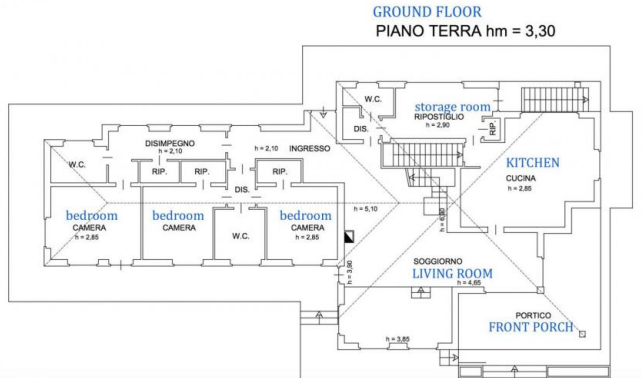 GROUND FLOOR
PIANO TERRA hm = 3,30
W.C.
storage room
RIPOSTIGLIO
h = 2,90
DIS.
RIP.
DISIMPEGNO
h = 2,10
h = 2,10
INGRESSO
W.C.
RIP.
RIP.
RIP.
KITCHEN
CUCINA
h = 2,85
DIS.
bedroom
CAMERA
h = 2,85
bedroom
CAMERA
bedroom
CAMERA
h = 2,85
W.C.
h = 5,10
h = 6,90
SOGGIORNO
LIVING ROOM
h = 4,65
h = 3,90
PORTICO
FRONT PORCH
h = 3,85